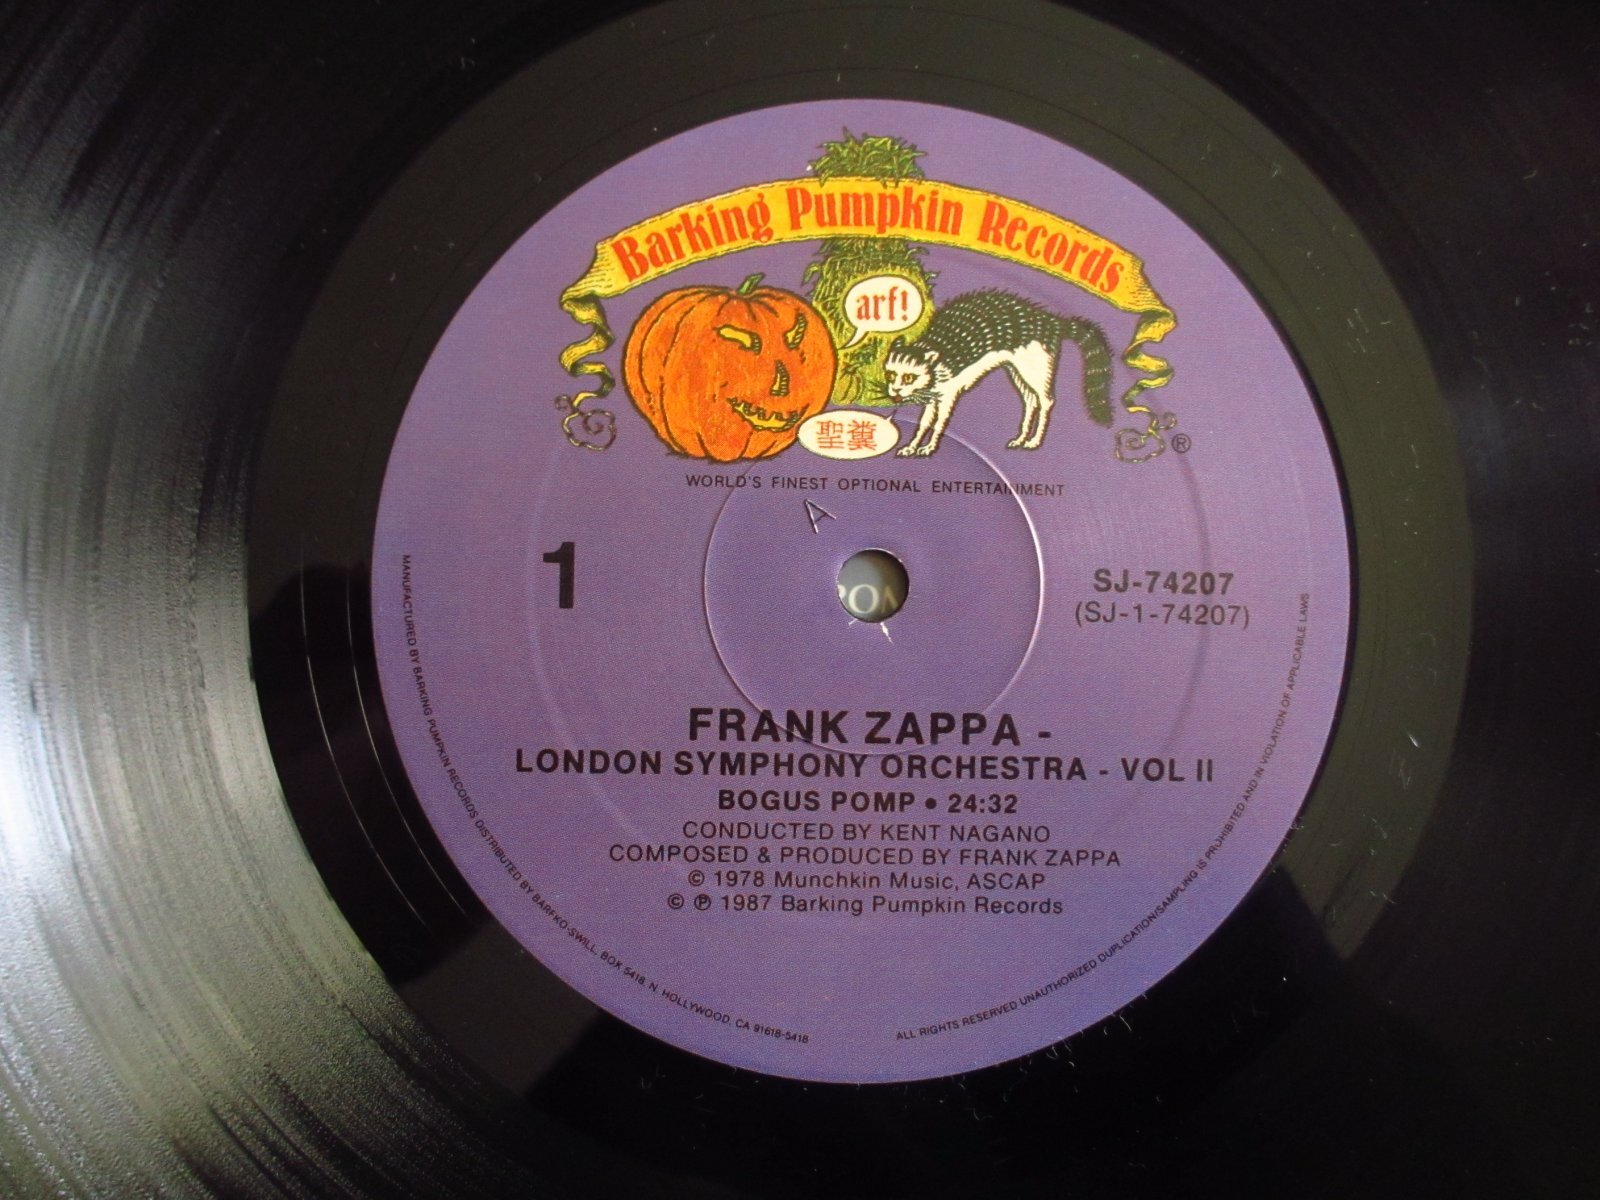 Barking Pumpkin Records
arf!
聖糞
®
WORLD'S FINEST OPTIONAL ENTERTAINMENT
A
1
SJ-74207
(SJ-1-74207)
POM
FRANK ZAPPA -
LONDON SYMPHONY ORCHESTRA - VOL II
BOGUS POMP • 24:32
CONDUCTED BY KENT NAGANO
COMPOSED & PRODUCED BY FRANK ZAPPA
© 1978 Munchkin Music, ASCAP
© ℗ 1987 Barking Pumpkin Records
MANUFACTURED BY BARKING PUMPKIN RECORDS DISTRIBUTED BY BARFKO-SWILL, BOX 5418, N. HOLLYWOOD, CA 91618-5418
ALL RIGHTS RESERVED UNAUTHORIZED DUPLICATION/SAMPLING IS PROHIBITED AND IN VIOLATION OF APPLICABLE LAWS